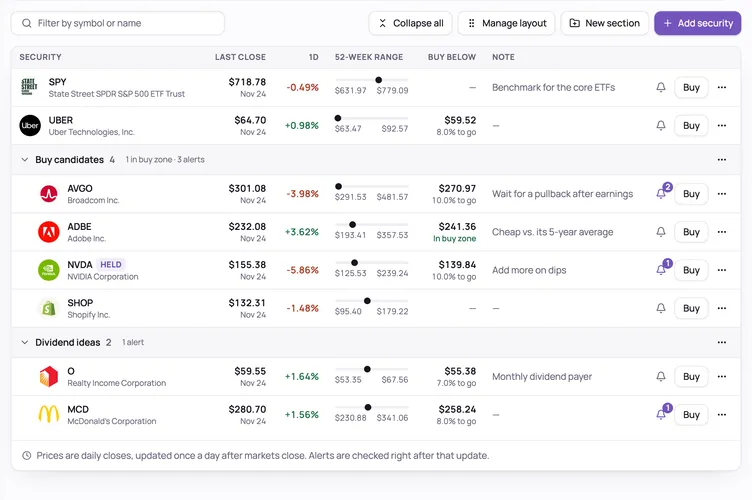 Filter by symbol or name
Collapse all
Manage layout
New section
+ Add security
SECURITY LAST CLOSE 1D 52-WEEK RANGE BUY BELOW NOTE
STATE STREET
SPY $718.78 -0.49% — Benchmark for the core ETFs Buy
State Street SPDR S&P 500 ETF Trust Nov 24 $631.97 $779.09
Uber
UBER $64.70 +0.98% $59.52 — Buy
Uber Technologies, Inc. Nov 24 $63.47 $92.57 8.0% to go
Buy candidates 4 1 in buy zone · 3 alerts
AVGO $301.08 -3.98% $270.97 Wait for a pullback after earnings 2 Buy
Broadcom Inc. Nov 24 $291.53 $481.57 10.0% to go
ADBE $232.08 +3.62% $241.36 Cheap vs. its 5-year average Buy
Adobe Inc. Nov 24 $193.41 $357.53 In buy zone
NVDA HELD $155.38 -5.86% $139.84 Add more on dips 1 Buy
NVIDIA Corporation Nov 24 $125.53 $239.24 10.0% to go
SHOP $132.31 -1.48% — — Buy
Shopify Inc. Nov 24 $95.40 $179.22
Dividend ideas 2 1 alert
O $59.55 +1.64% $55.38 Monthly dividend payer Buy
Realty Income Corporation Nov 24 $53.35 $67.56 7.0% to go
MCD $280.70 +1.56% $258.24 — 1 Buy
McDonald's Corporation Nov 24 $230.88 $341.06 8.0% to go
Prices are daily closes, updated once a day after markets close. Alerts are checked right after that update.